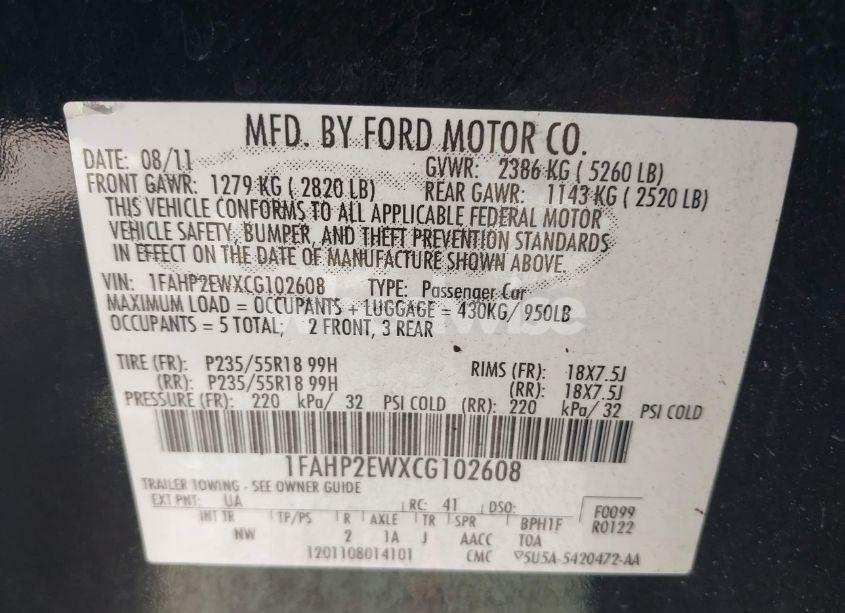 MFD. BY FORD MOTOR CO.
DATE: 08/11 GVWR: 2386 KG ( 5260 LB)
FRONT GAWR: 1279 KG ( 2820 LB) REAR GAWR: 1143 KG ( 2520 LB)
THIS VEHICLE CONFORMS TO ALL APPLICABLE FEDERAL MOTOR
VEHICLE SAFETY, BUMPER, AND THEFT PREVENTION STANDARDS
IN EFFECT ON THE DATE OF MANUFACTURE SHOWN ABOVE.
VIN: 1FAHP2EWXCG102608 TYPE: Passenger Car
MAXIMUM LOAD = OCCUPANTS + LUGGAGE = 430KG/ 950LB
OCCUPANTS = 5 TOTAL; 2 FRONT, 3 REAR
TIRE (FR): P235/55R18 99H RIMS (FR): 18X7.5J
(RR): P235/55R18 99H (RR): 18X7.5J
PRESSURE (FR): 220 kPa/ 32 PSI COLD (RR): 220 kPa/ 32 PSI COLD
1FAHP2EWXCG102608
TRAILER TOWING - SEE OWNER GUIDE
EXT PNT: UA RC: 41 DSO: F0099
INT TR TP/PS R AXLE TR SPR BPH1F R0122
NW 2 1A J AACC TOA
1201108014101 CMC 5U5A-5420472-AA